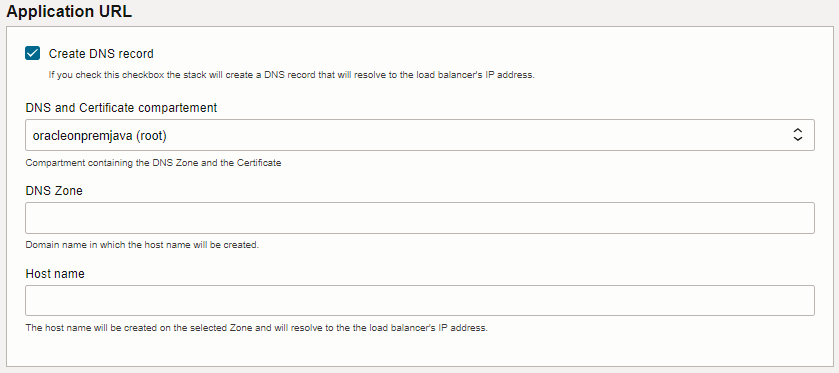 Application URL
Create DNS record
If you check this checkbox the stack will create a DNS record that will resolve to the load balancer's IP address.
DNS and Certificate compartement
oracleonpremjava (root)
Compartment containing the DNS Zone and the Certificate
DNS Zone
Domain name in which the host name will be created.
Host name
The host name will be created on the selected Zone and will resolve to the the load balancer's IP address.